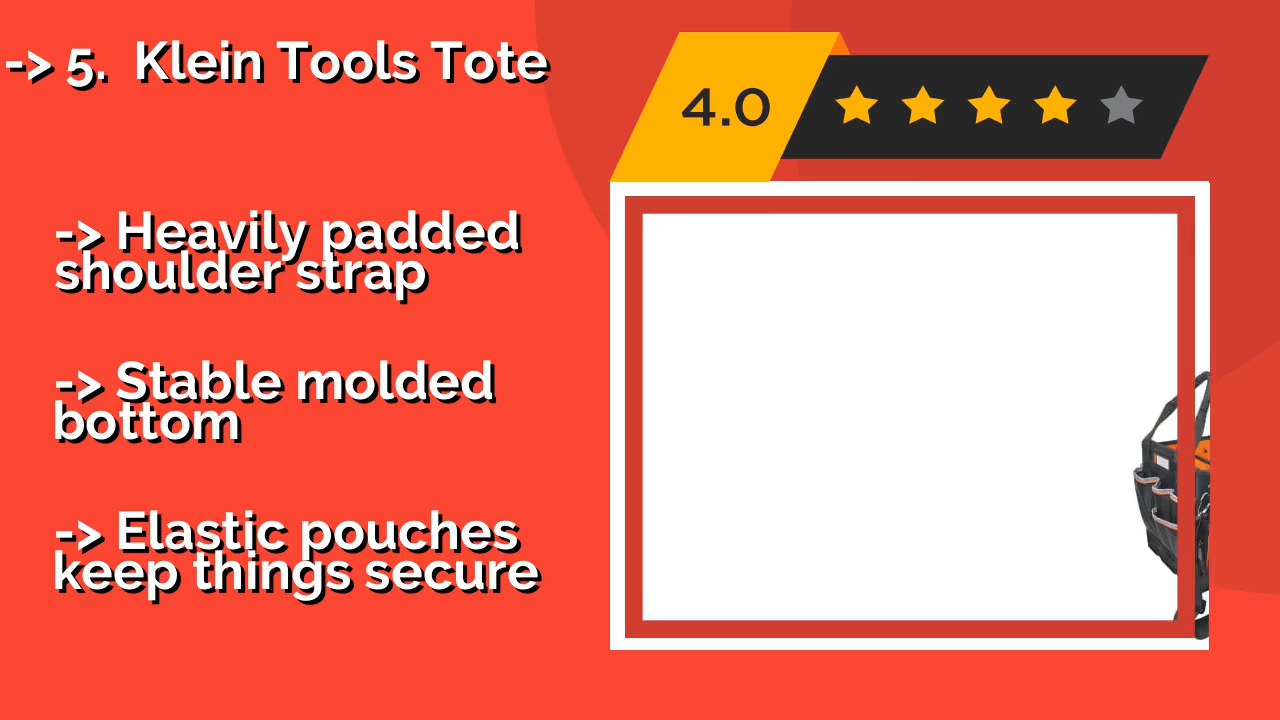 -> 5. Klein Tools Tote
4.0
-> Heavily padded
shoulder strap
-> Stable molded
bottom
-> Elastic pouches
keep things secure